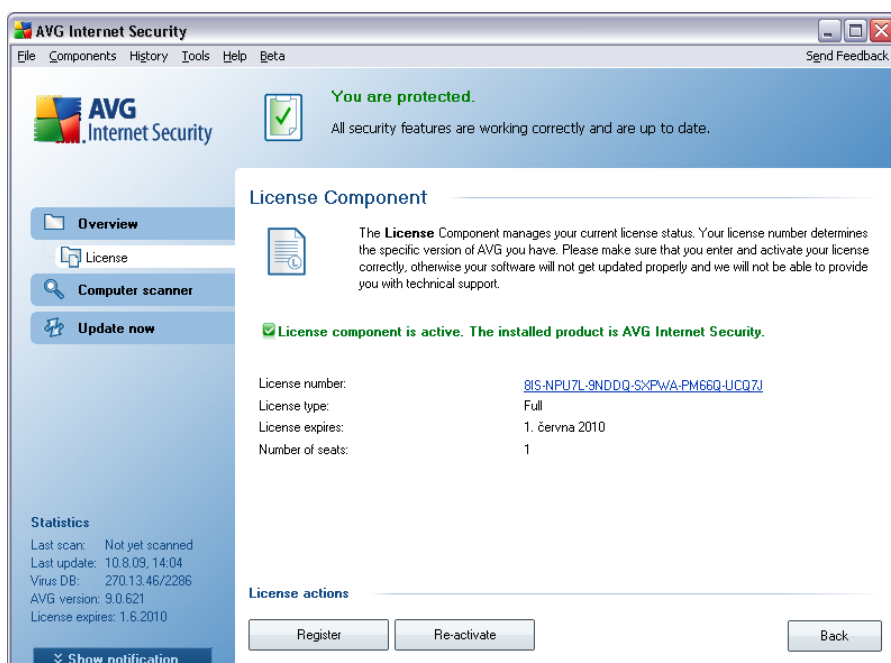 AVG Internet Security
File Components History Tools Help Beta
Send Feedback
AVG
Internet Security
You are protected.
All security features are working correctly and are up to date.
Overview
License
Computer scanner
Update now
License Component
The License Component manages your current license status. Your license number determines
the specific version of AVG you have. Please make sure that you enter and activate your license
correctly, otherwise your software will not get updated properly and we will not be able to provide
you with technical support.
License component is active. The installed product is AVG Internet Security.
License number: 8IS-NPU7L-9NDDQ-SXPWA-PM66Q-UCQ7J
License type: Full
License expires: 1. června 2010
Number of seats: 1
Statistics
Last scan: Not yet scanned
Last update: 10.8.09, 14:04
Virus DB: 270.13.46/2286
AVG version: 9.0.621
License expires: 1.6.2010
Show notification
License actions
Register
Re-activate
Back